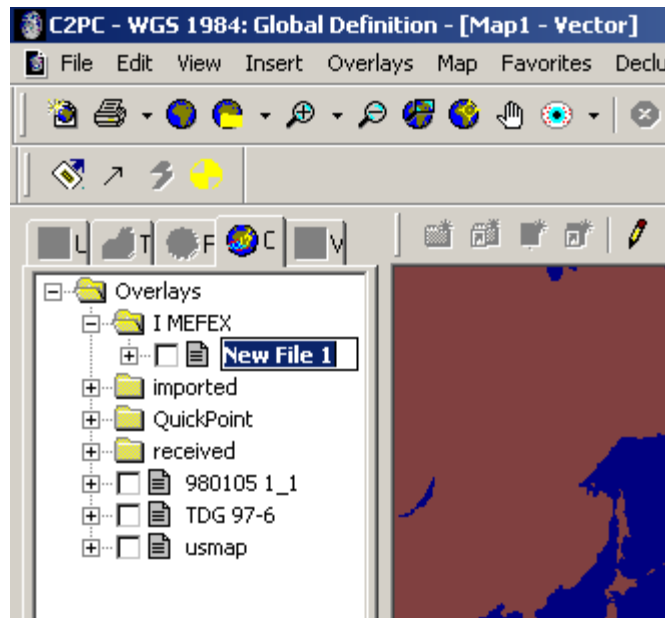 C2PC - WGS 1984: Global Definition - [Map1 - Vector]
File Edit View Insert Overlays Map Favorites Declu
L T F C V
Overlays
I MEFEX
New File 1
imported
QuickPoint
received
980105 1_1
TDG 97-6
usmap